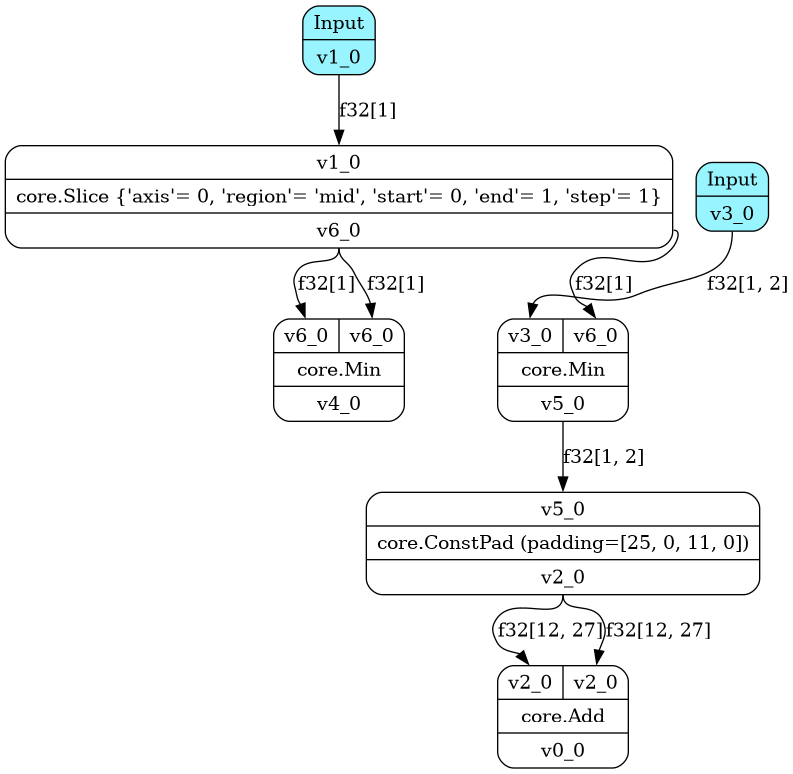 Input
v1_0
f32[1]
v1_0
core.Slice {'axis'= 0, 'region'= 'mid', 'start'= 0, 'end'= 1, 'step'= 1}
v6_0
Input
v3_0
f32[1]
f32[1]
f32[1]
f32[1, 2]
v6_0
v6_0
core.Min
v4_0
v3_0
v6_0
core.Min
v5_0
f32[1, 2]
v5_0
core.ConstPad (padding=[25, 0, 11, 0])
v2_0
f32[12, 27]
f32[12, 27]
v2_0
v2_0
core.Add
v0_0